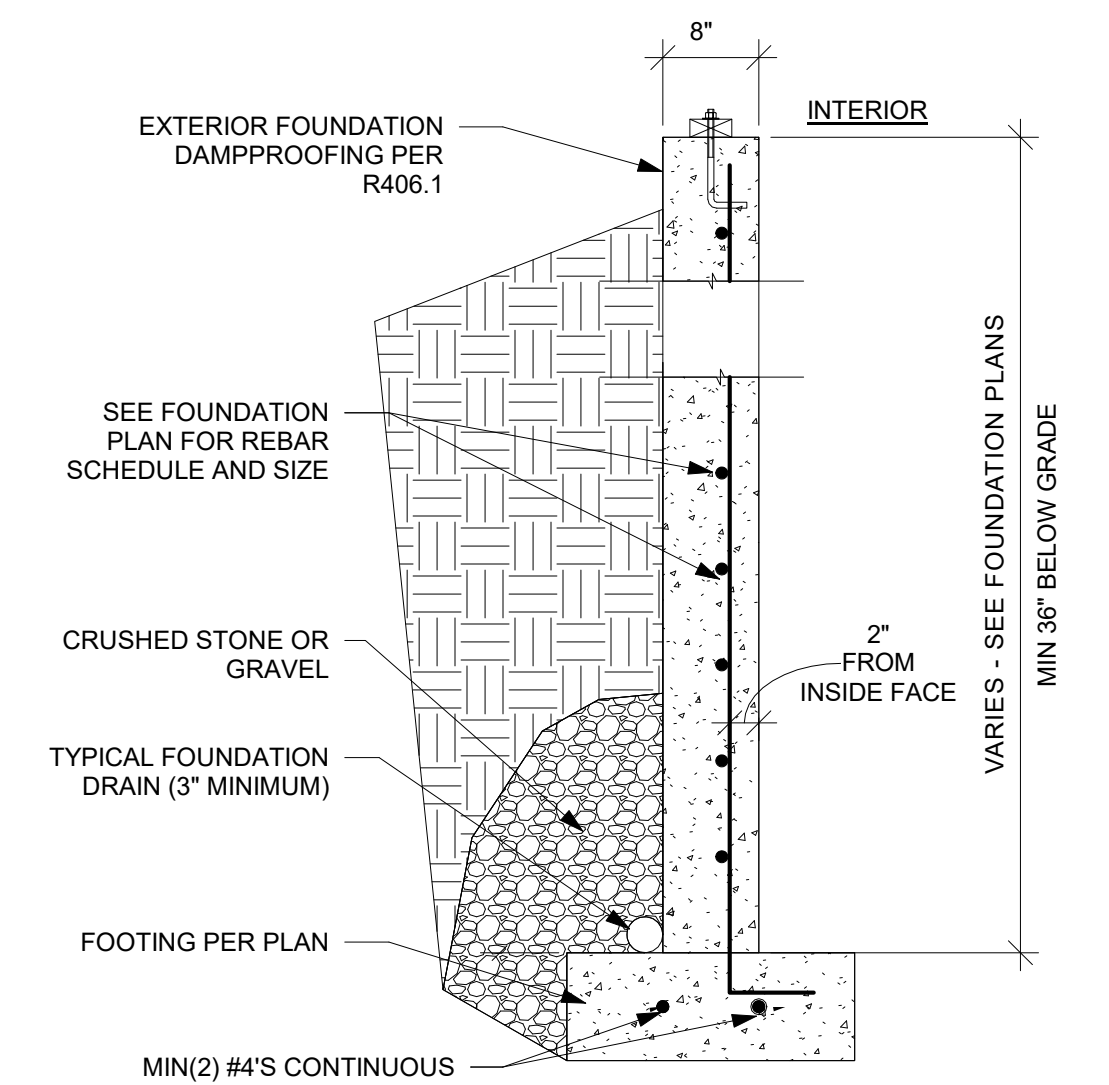 8"
INTERIOR
EXTERIOR FOUNDATION
DAMPPROOFING PER
R406.1
SEE FOUNDATION
PLAN FOR REBAR
SCHEDULE AND SIZE
CRUSHED STONE OR
GRAVEL
2"
FROM
INSIDE FACE
VARIES - SEE FOUNDATION PLANS
MIN 36" BELOW GRADE
TYPICAL FOUNDATION
DRAIN (3" MINIMUM)
FOOTING PER PLAN
MIN(2) #4'S CONTINUOUS